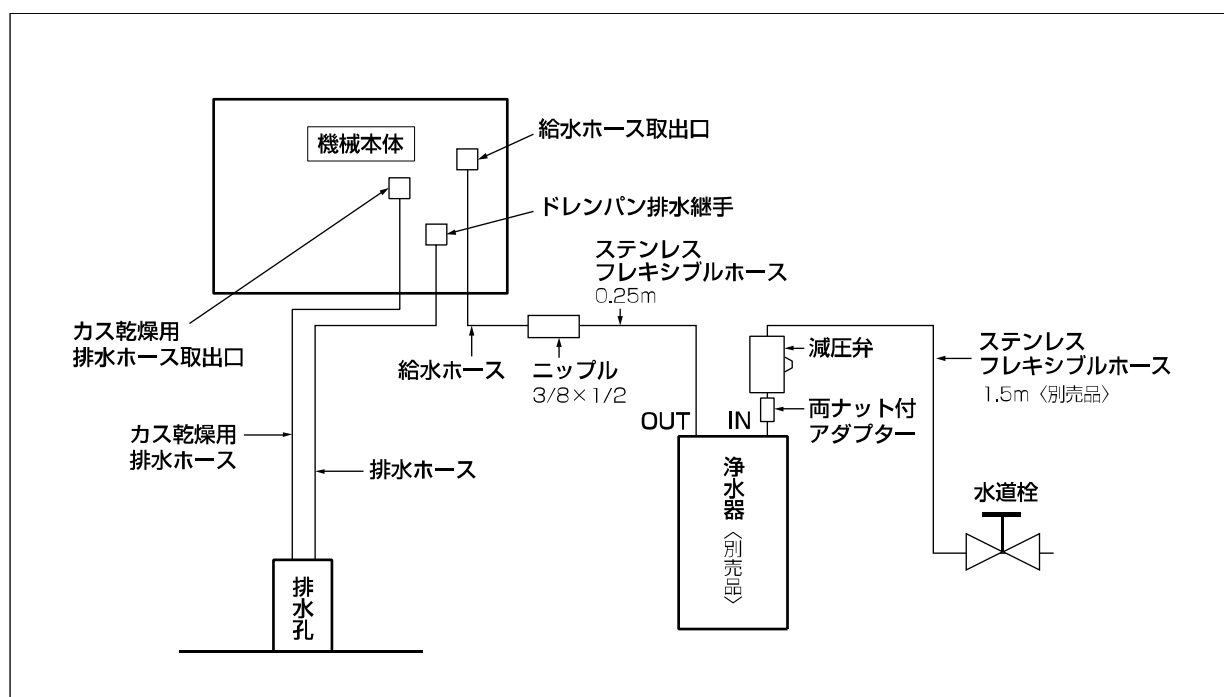 機械本体
給水ホース取出口
ドレンパン排水継手
ステンレス
フレキシブルホース
0.25m
カス乾燥用
排水ホース取出口
給水ホース
ニップル
3/8×1/2
減圧弁
ステンレス
フレキシブルホース
1.5m〈別売品〉
両ナット付
アダプター
OUT
IN
カス乾燥用
排水ホース
排水ホース
浄水器〈別売品〉
水道栓
排水孔